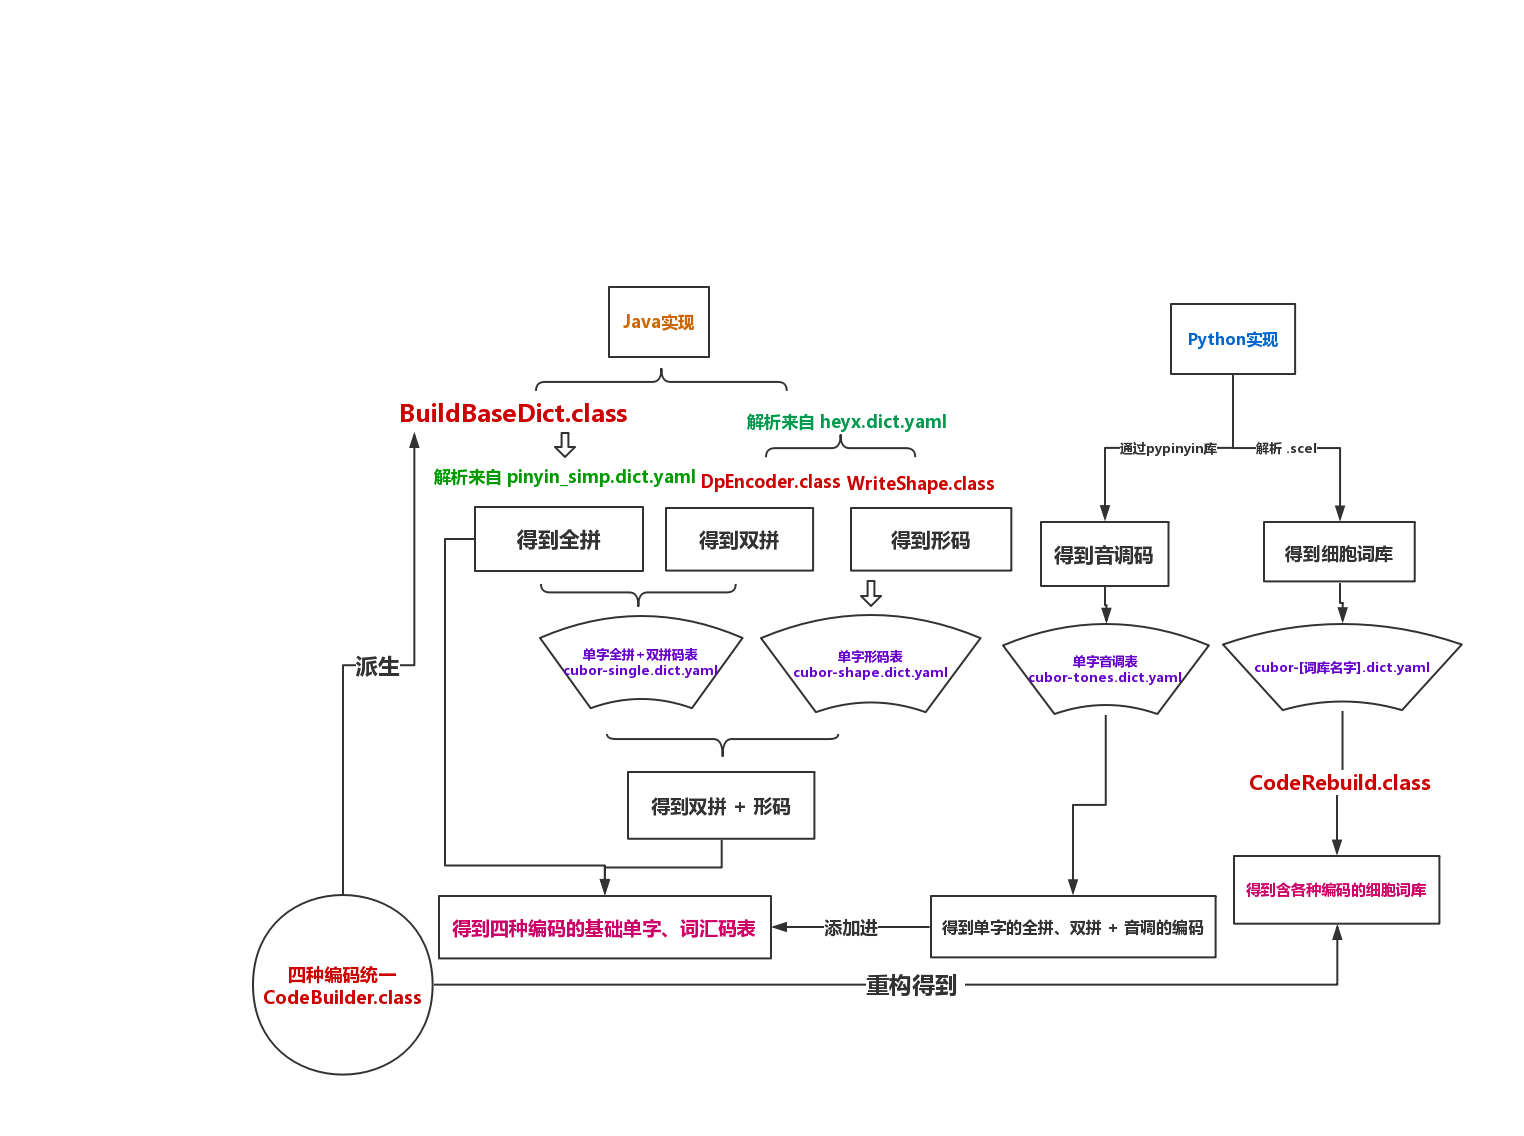 Java实现
Python实现
BuildBaseDict.class
解析来自 heyx.dict.yaml
通过pypinyin库
解析 .scel
解析来自 pinyin_simp.dict.yaml
DpEncoder.class
WriteShape.class
得到全拼
得到双拼
得到形码
得到音调码
得到细胞词库
单字全拼+双拼码表
cubor-single.dict.yaml
单字形码表
cubor-shape.dict.yaml
单字音调表
cubor-tones.dict.yaml
cubor-[词库名字].dict.yaml
派生
CodeRebuild.class
得到双拼 + 形码
得到含各种编码的细胞词库
得到四种编码的基础单字、词汇码表
添加进
得到单字的全拼、双拼 + 音调的编码
四种编码统一
CodeBuilder.class
重构得到